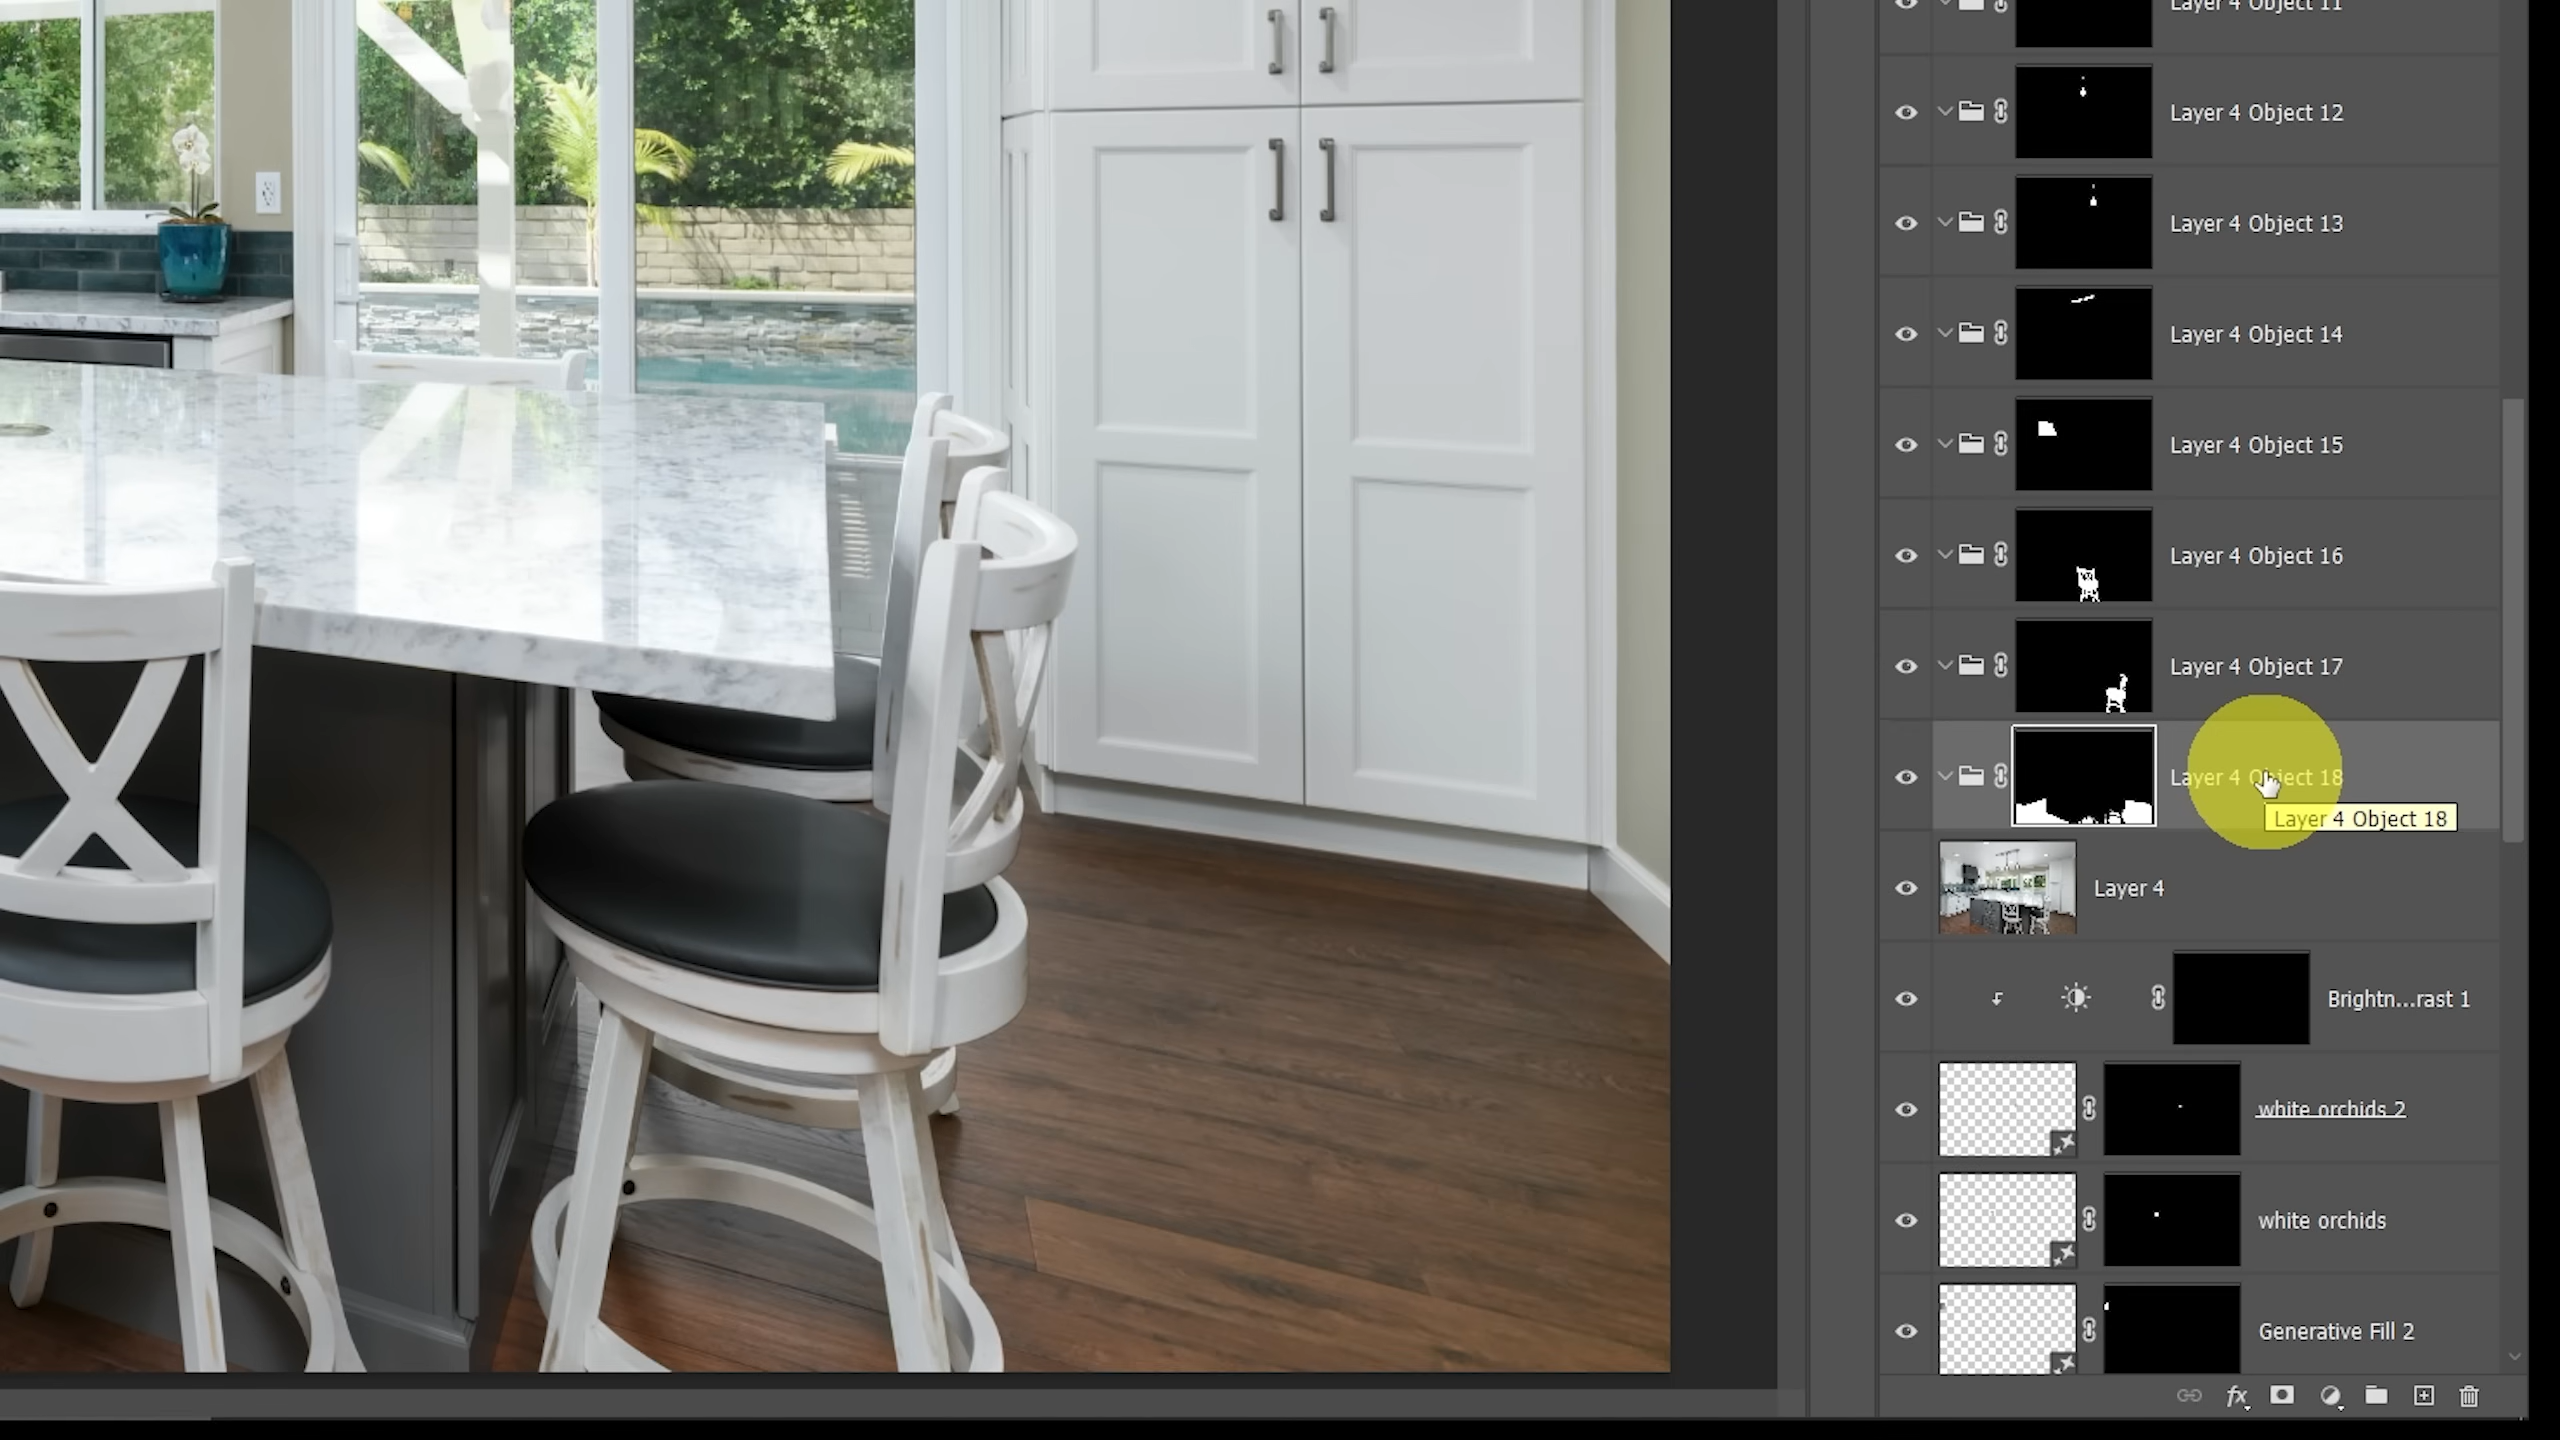 Layer 4 Object 11
Layer 4 Object 12
Layer 4 Object 13
Layer 4 Object 14
Layer 4 Object 15
Layer 4 Object 16
Layer 4 Object 17
Layer 4 Object 18
Layer 4 Object 18
Layer 4
Brightn...rast 1
white orchids 2
white orchids
Generative Fill 2
fx